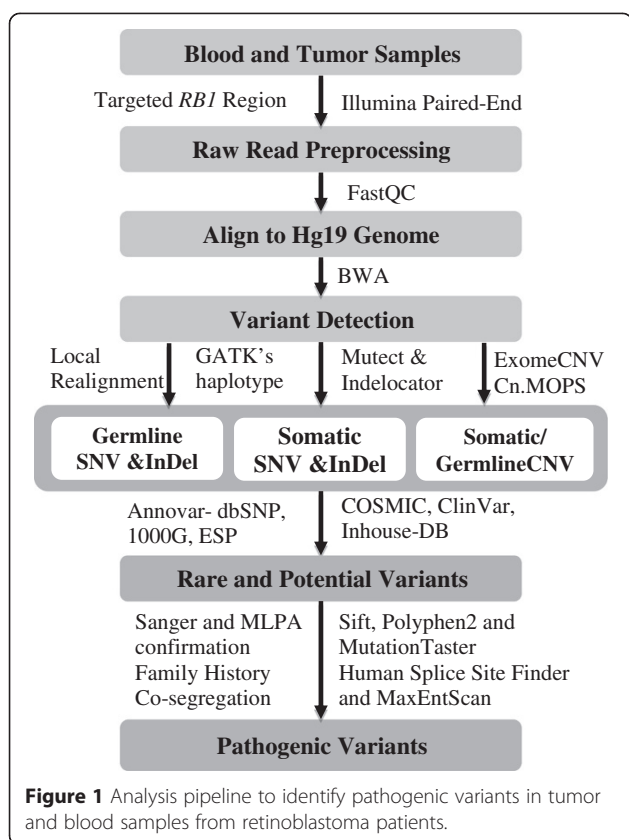 Blood and Tumor Samples
Targeted RB1 Region
Illumina Paired-End
Raw Read Preprocessing
FastQC
Align to Hg19 Genome
BWA
Variant Detection
Local
Realignment
GATK's
haplotype
Mutect &
Indelocator
ExomeCNV
Cn.MOPS
Germline
SNV &InDel
Somatic
SNV &InDel
Somatic/
GermlineCNV
Annovar- dbSNP,
1000G, ESP
COSMIC, ClinVar,
Inhouse-DB
Rare and Potential Variants
Sanger and MLPA
confirmation
Family History
Co-segregation
Sift, Polyphen2 and
MutationTaster
Human Splice Site Finder
and MaxEntScan
Pathogenic Variants
Figure 1 Analysis pipeline to identify pathogenic variants in tumor
and blood samples from retinoblastoma patients.